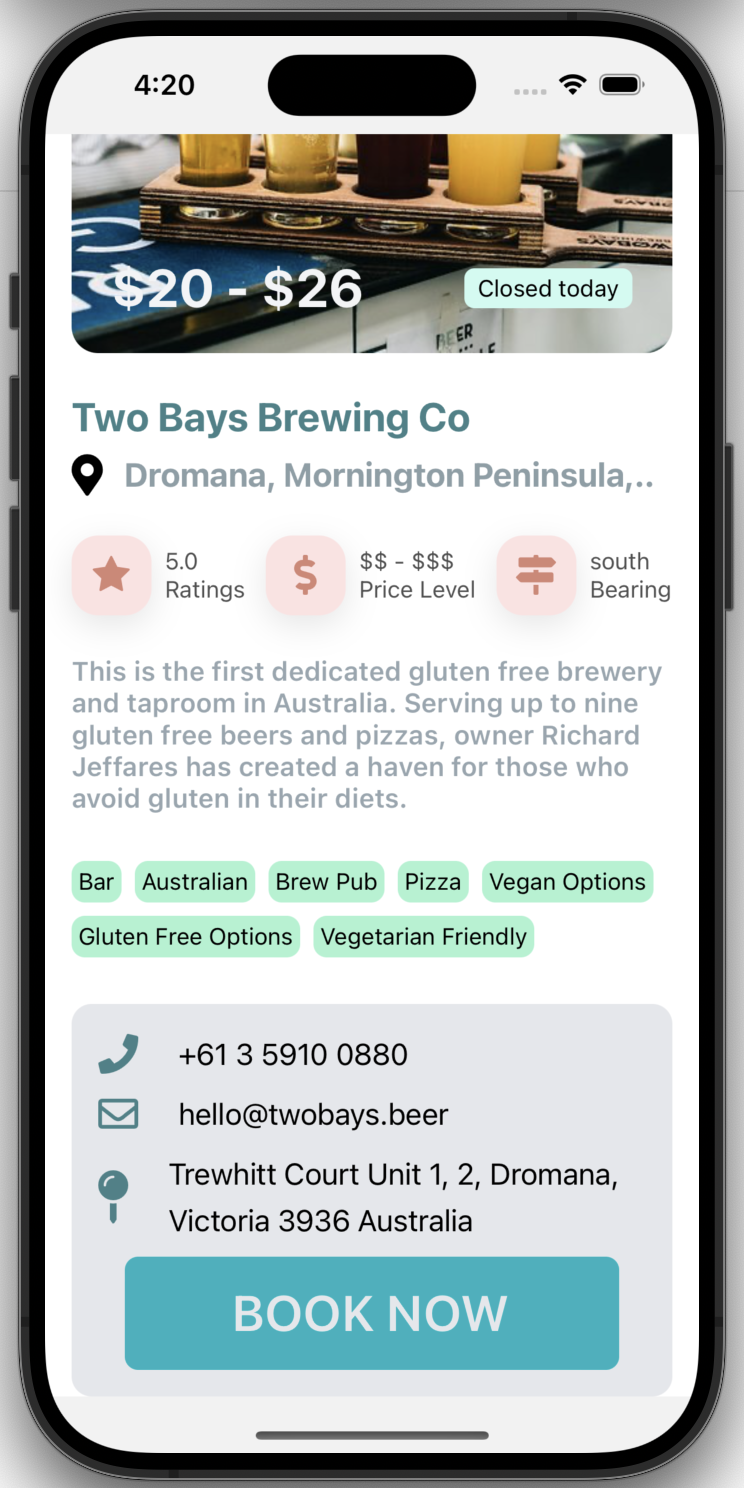 4:20
$20 - $26
Closed today
Two Bays Brewing Co
Dromana, Mornington Peninsula,..
5.0
Ratings
$$ - $$$
Price Level
south
Bearing
This is the first dedicated gluten free brewery
and taproom in Australia. Serving up to nine
gluten free beers and pizzas, owner Richard
Jeffares has created a haven for those who
avoid gluten in their diets.
Bar
Australian
Brew Pub
Pizza
Vegan Options
Gluten Free Options
Vegetarian Friendly
+61 3 5910 0880
hello@twobays.beer
Trewhitt Court Unit 1, 2, Dromana,
Victoria 3936 Australia
BOOK NOW